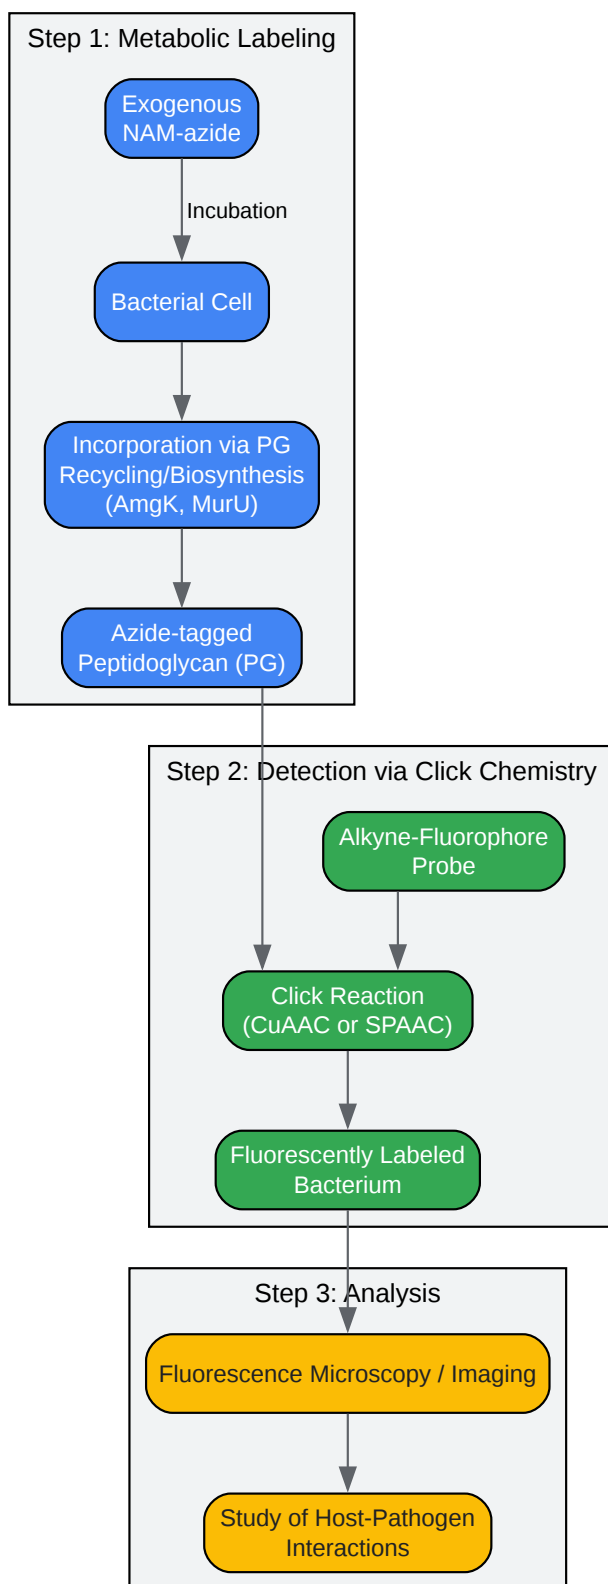 Step 1: Metabolic Labeling
Exogenous
NAM-azide
Incubation
Bacterial Cell
Incorporation via PG
Recycling/Biosynthesis
(AmgK, MurU)
Azide-tagged
Peptidoglycan (PG)
Step 2: Detection via Click Chemistry
Alkyne-Fluorophore
Probe
Click Reaction
(CuAAC or SPAAC)
Fluorescently Labeled
Bacterium
Step 3: Analysis
Fluorescence Microscopy / Imaging
Study of Host-Pathogen
Interactions